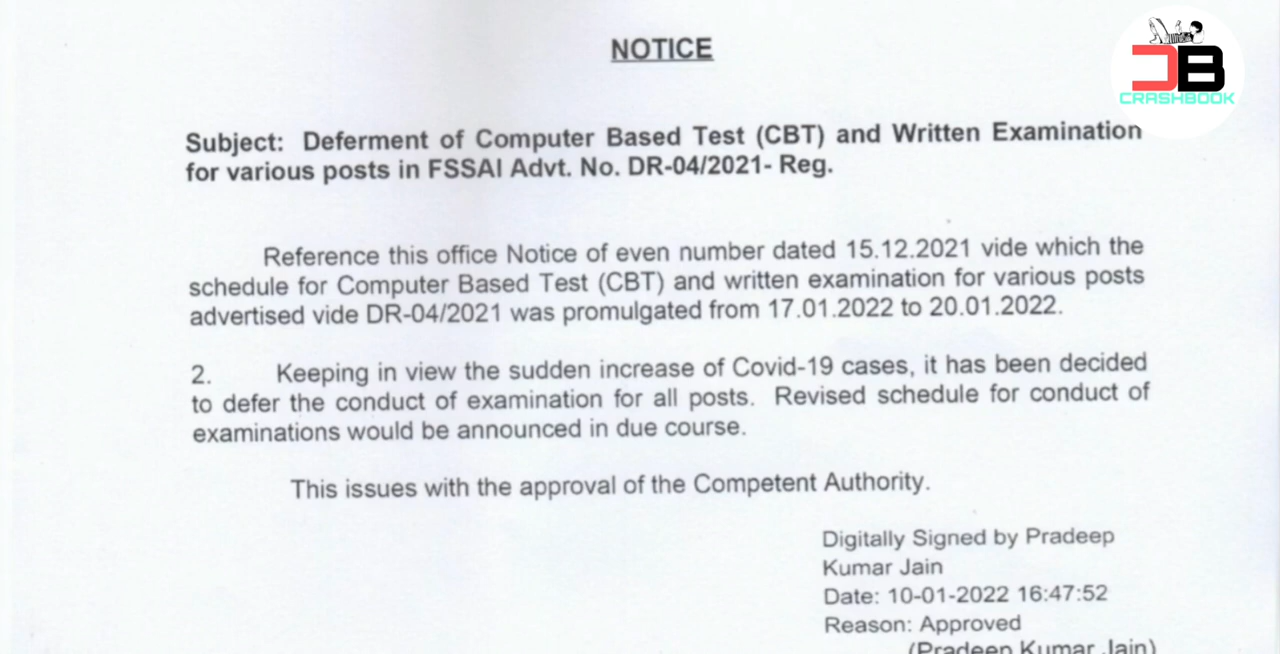 NOTICE
CB
CRASHBOOK
Subject: Deferment of Computer Based Test (CBT) and Written Examination
for various posts in FSSAI Advt. No. DR-04/2021- Reg.
Reference this office Notice of even number dated 15.12.2021 vide which the
schedule for Computer Based Test (CBT) and written examination for various posts
advertised vide DR-04/2021 was promulgated from 17.01.2022 to 20.01.2022.
2. Keeping in view the sudden increase of Covid-19 cases, it has been decided
to defer the conduct of examination for all posts. Revised schedule for conduct of
examinations would be announced in due course.
This issues with the approval of the Competent Authority.
Digitally Signed by Pradeep
Kumar Jain
Date: 10-01-2022 16:47:52
Reason: Approved
(Pradeep Kumar Jain)